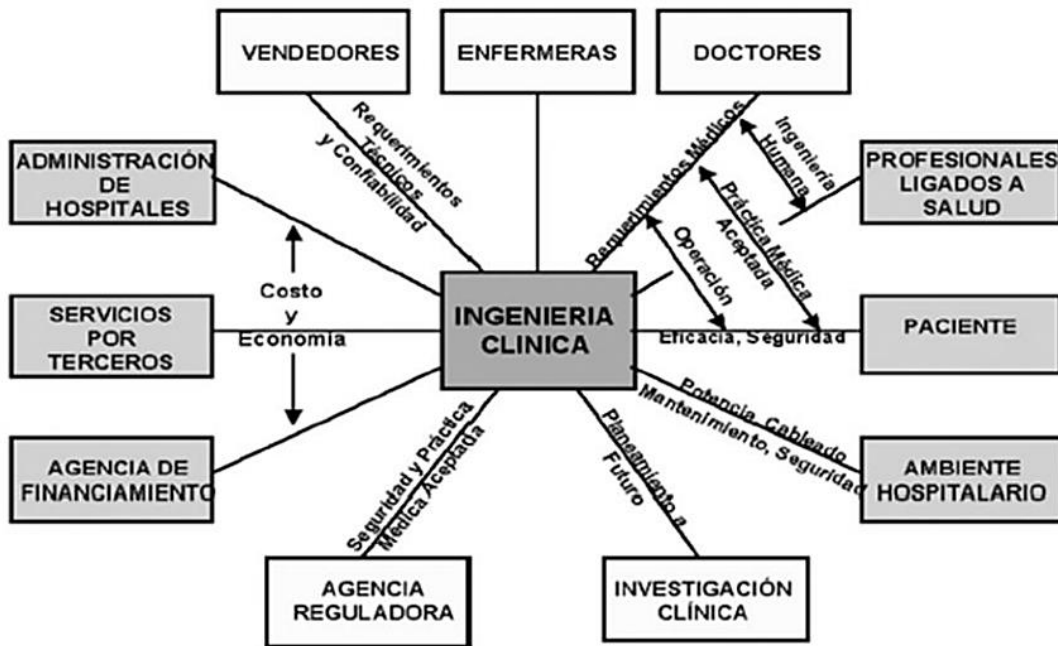 VENDEDORES
ENFERMERAS
DOCTORES
Requerimientos
Técnicos
y Confiabilidad
Requerimientos Médicos
Ingeniería
Humana
Práctica Médica
Aceptada
Operación
ADMINISTRACIÓN
DE
HOSPITALES
PROFESIONALES
LIGADOS A
SALUD
Costo
y
Economía
SERVICIOS
POR
TERCEROS
INGENIERIA
CLINICA
Eficacia, Seguridad
PACIENTE
AGENCIA DE
FINANCIAMIENTO
Seguridad y Práctica
Médica Aceptada
Planeamiento a
Futuro
Potencia, Cableado
Mantenimiento, Seguridad
AMBIENTE
HOSPITALARIO
AGENCIA
REGULADORA
INVESTIGACIÓN
CLÍNICA